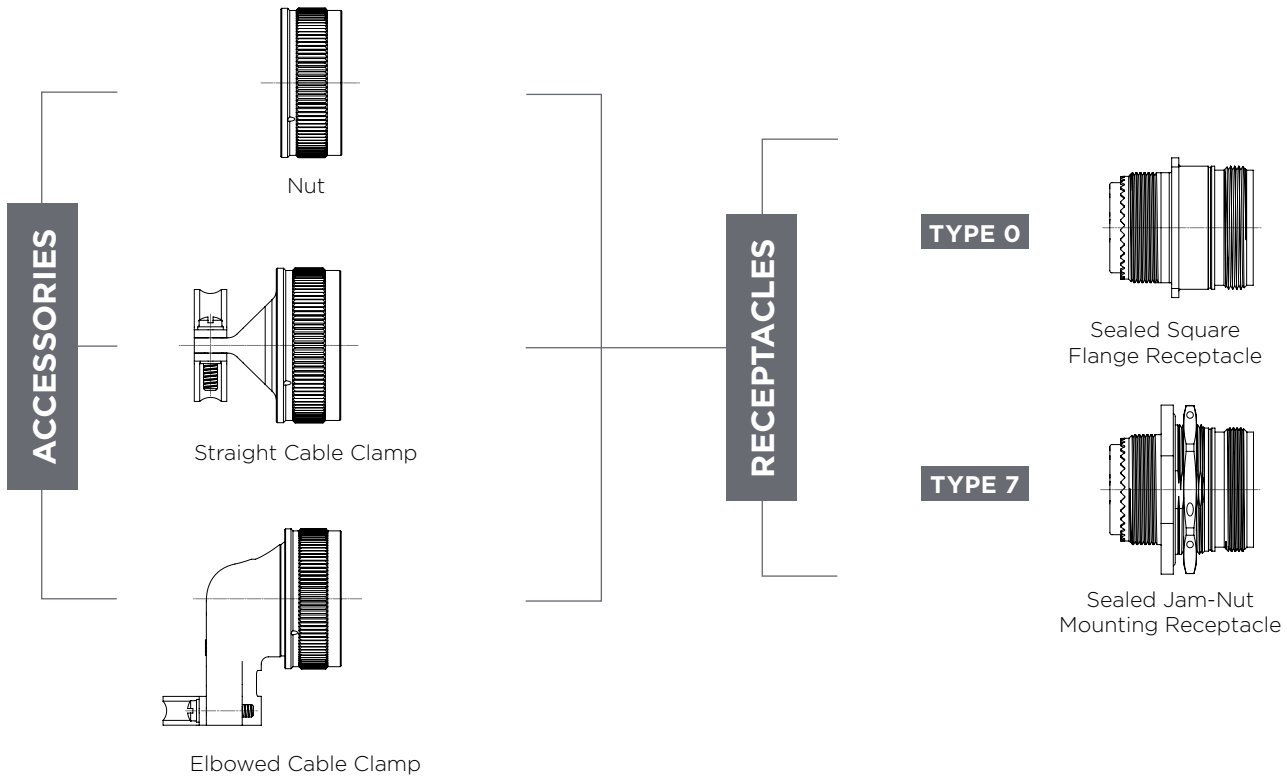 ACCESSORIES
Nut
Straight Cable Clamp
Elbowed Cable Clamp
RECEPTACLES
TYPE 0
Sealed Square
Flange Receptacle
TYPE 7
Sealed Jam-Nut
Mounting Receptacle